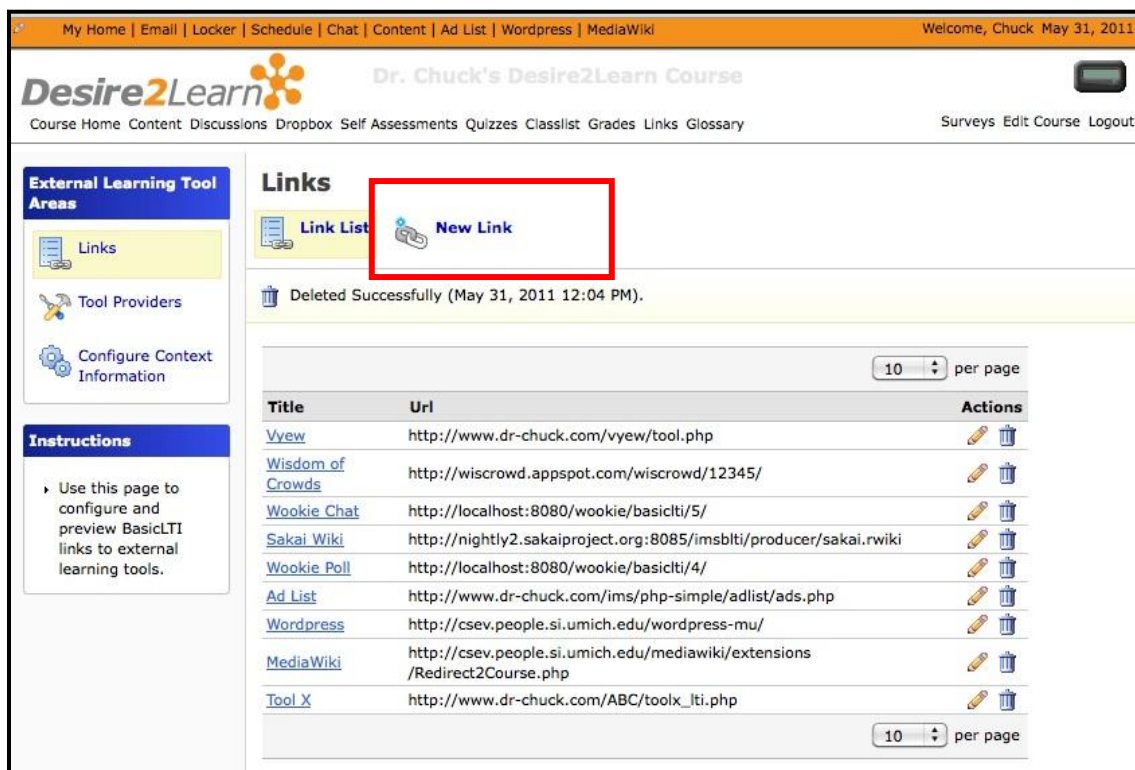 My Home | Email | Locker | Schedule | Chat | Content | Ad List | Wordpress | MediaWiki
Welcome, Chuck May 31, 2011
Desire2Learn
Dr. Chuck's Desire2Learn Course
Course Home Content Discussions Dropbox Self Assessments Quizzes Classlist Grades Links Glossary
Surveys Edit Course Logout
External Learning Tool
Areas
Links
Tool Providers
Configure Context
Information
Instructions
Use this page to
configure and
preview BasicLTI
links to external
learning tools.
Links
Link List
New Link
Deleted Successfully (May 31, 2011 12:04 PM).
10 per page
Title Url Actions
Vyew http://www.dr-chuck.com/vyew/tool.php
Wisdom of
Crowds http://wiscrowd.appspot.com/wiscrowd/12345/
Wookie Chat http://localhost:8080/wookie/basiclti/5/
Sakai Wiki http://nightly2.sakaiproject.org:8085/imsblti/producer/sakai.rwiki
Wookie Poll http://localhost:8080/wookie/basiclti/4/
Ad List http://www.dr-chuck.com/ims/php-simple/adlist/ads.php
Wordpress http://csev.people.si.umich.edu/wordpress-mu/
MediaWiki http://csev.people.si.umich.edu/mediawiki/extensions
/Redirect2Course.php
Tool X http://www.dr-chuck.com/ABC/toolx_lti.php
10 per page